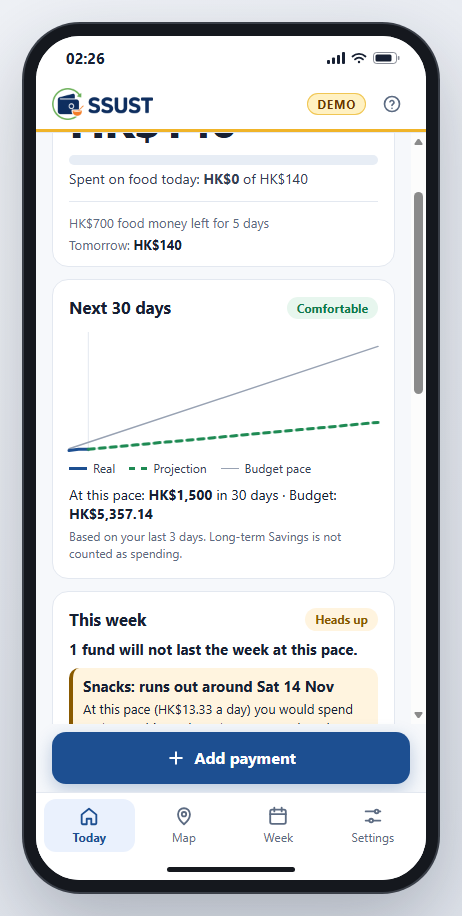 02:26
SSUST
DEMO
?
Spent on food today: HK$0 of HK$140
HK$700 food money left for 5 days
Tomorrow: HK$140
Next 30 days
Comfortable
Real
Projection
Budget pace
At this pace: HK$1,500 in 30 days · Budget:
HK$5,357.14
Based on your last 3 days. Long-term Savings is not
counted as spending.
This week
Heads up
1 fund will not last the week at this pace.
Snacks: runs out around Sat 14 Nov
At this pace (HK$13.33 a day) you would spend
+ Add payment
Today
Map
Week
Settings